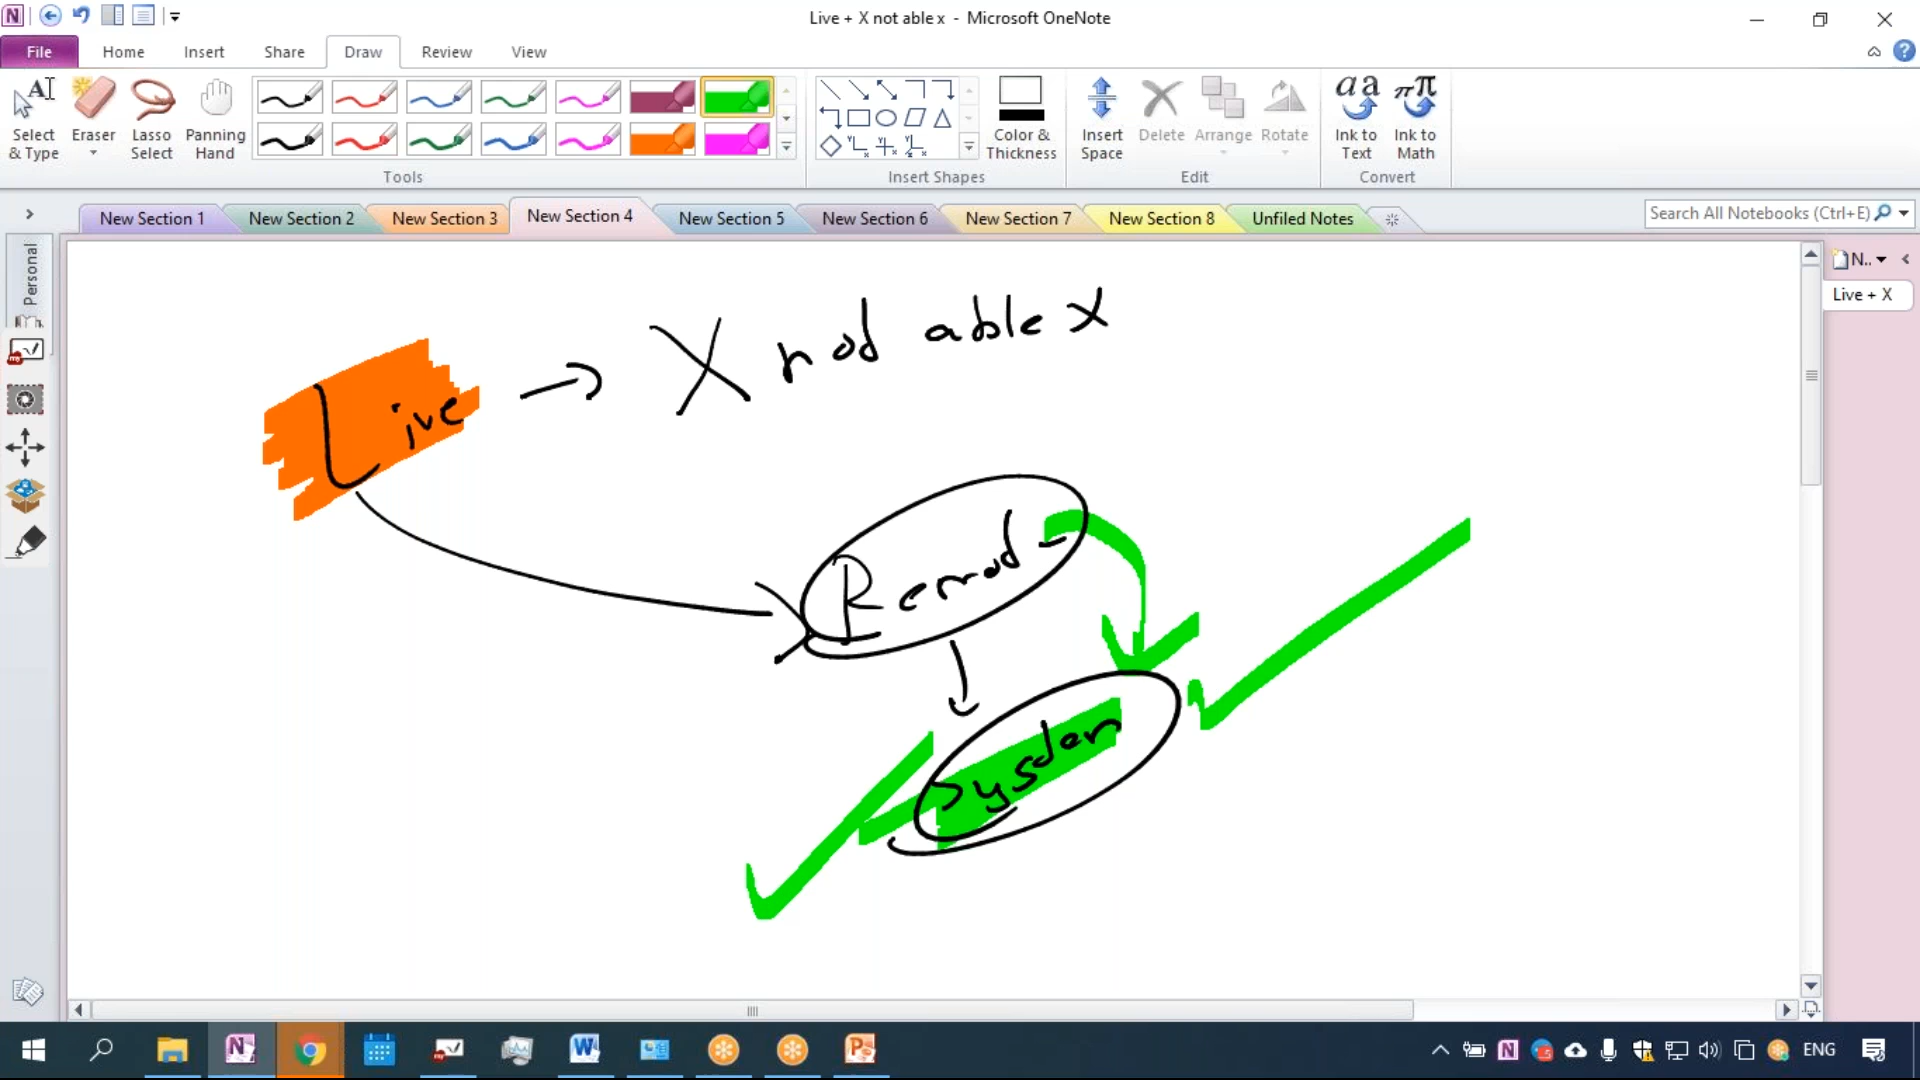 Live + X not able x - Microsoft OneNote
File Home Insert Share Draw Review View
Select & Type
Eraser
Lasso Select
Panning Hand
Color & Thickness
Insert Space
Delete
Arrange
Rotate
Ink to Text
Ink to Math
Tools
Insert Shapes
Edit
Convert
New Section 1 New Section 2 New Section 3 New Section 4 New Section 5 New Section 6 New Section 7 New Section 8 Unfiled Notes
Search All Notebooks (Ctrl+E)
Personal
N..
Live + X
Live → X not able x
Remot
System
ENG